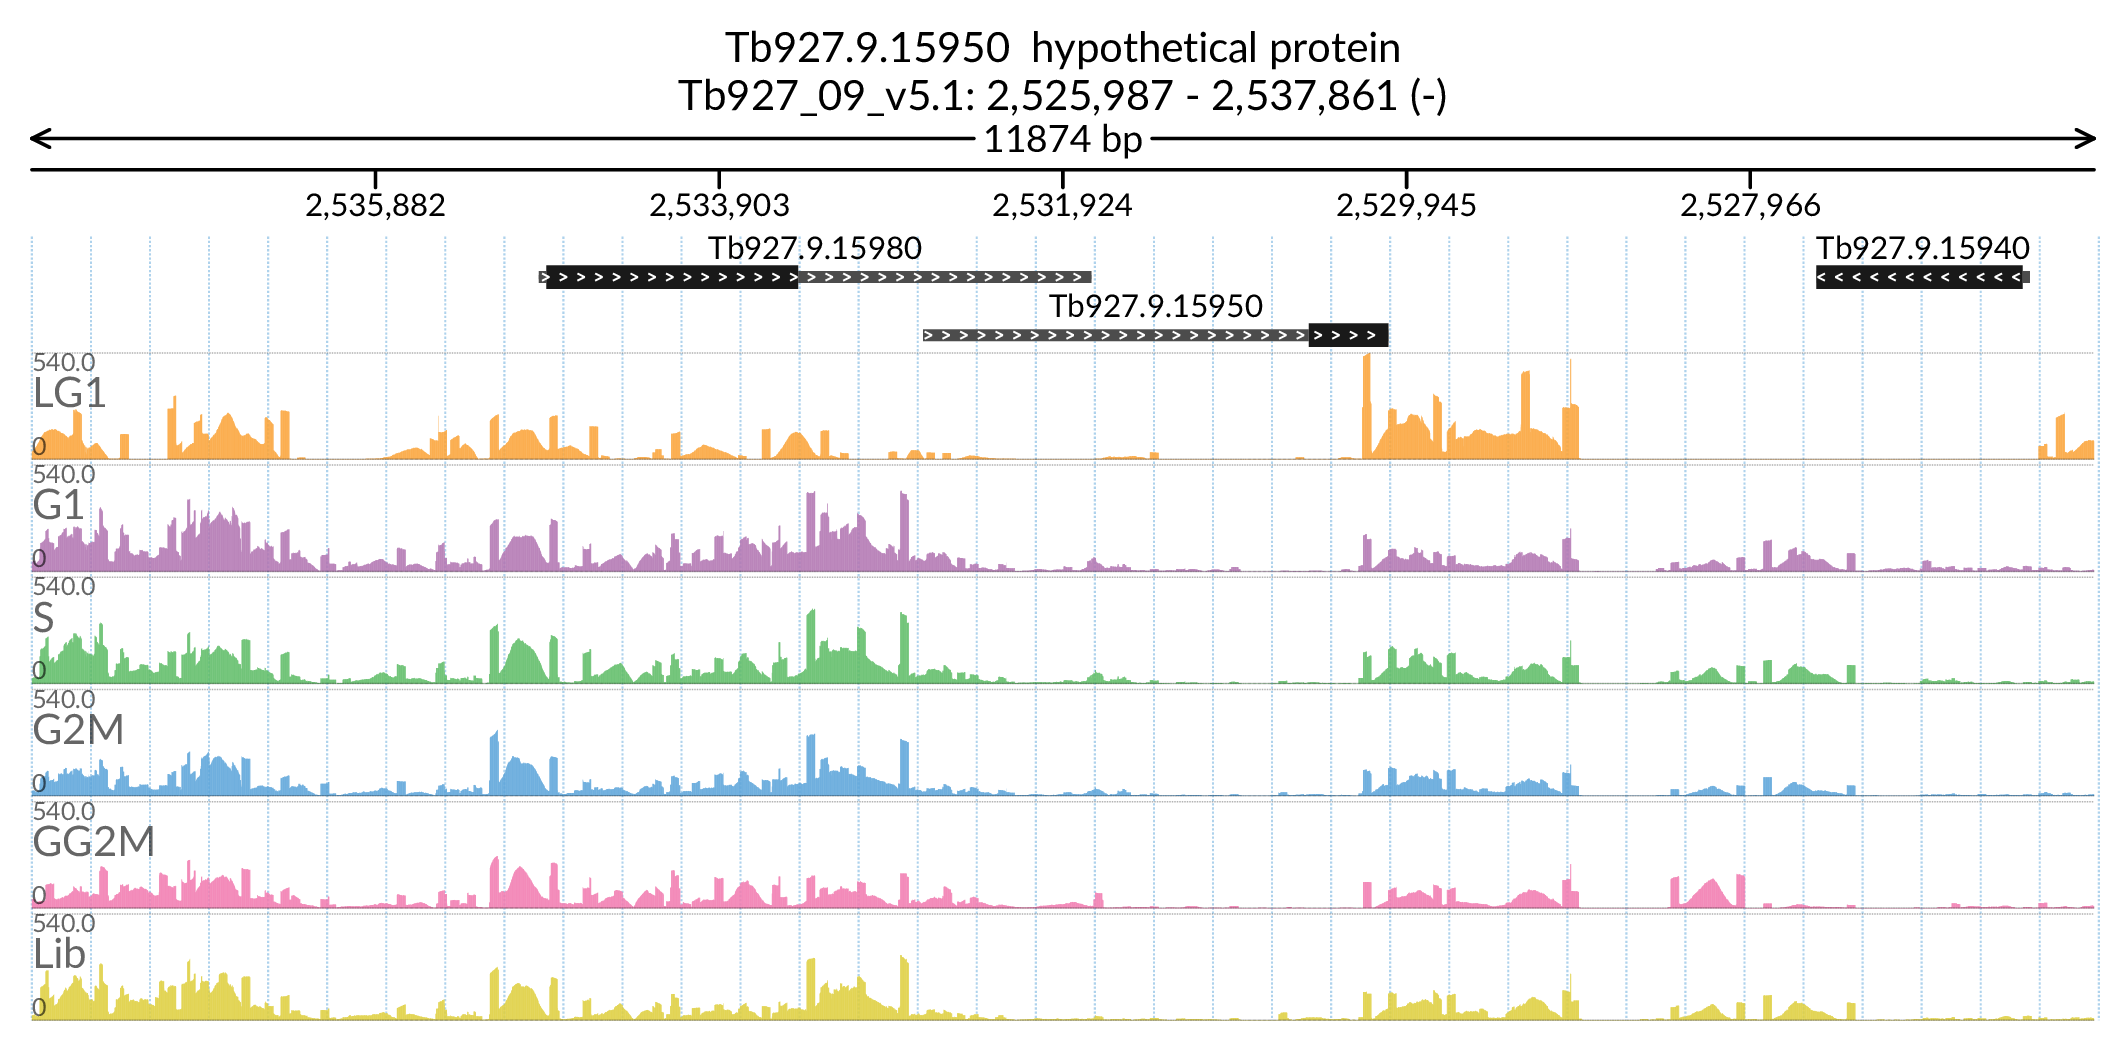 Tb927.9.15950  hypothetical protein
Tb927_09_v5.1: 2,525,987 - 2,537,861 (-)
11874 bp
2,535,882 2,533,903 2,531,924 2,529,945 2,527,966
Tb927.9.15980 Tb927.9.15940
Tb927.9.15950
540.0
LG1
0
540.0
G1
0
540.0
S
0
540.0
G2M
0
540.0
GG2M
0
540.0
Lib
0